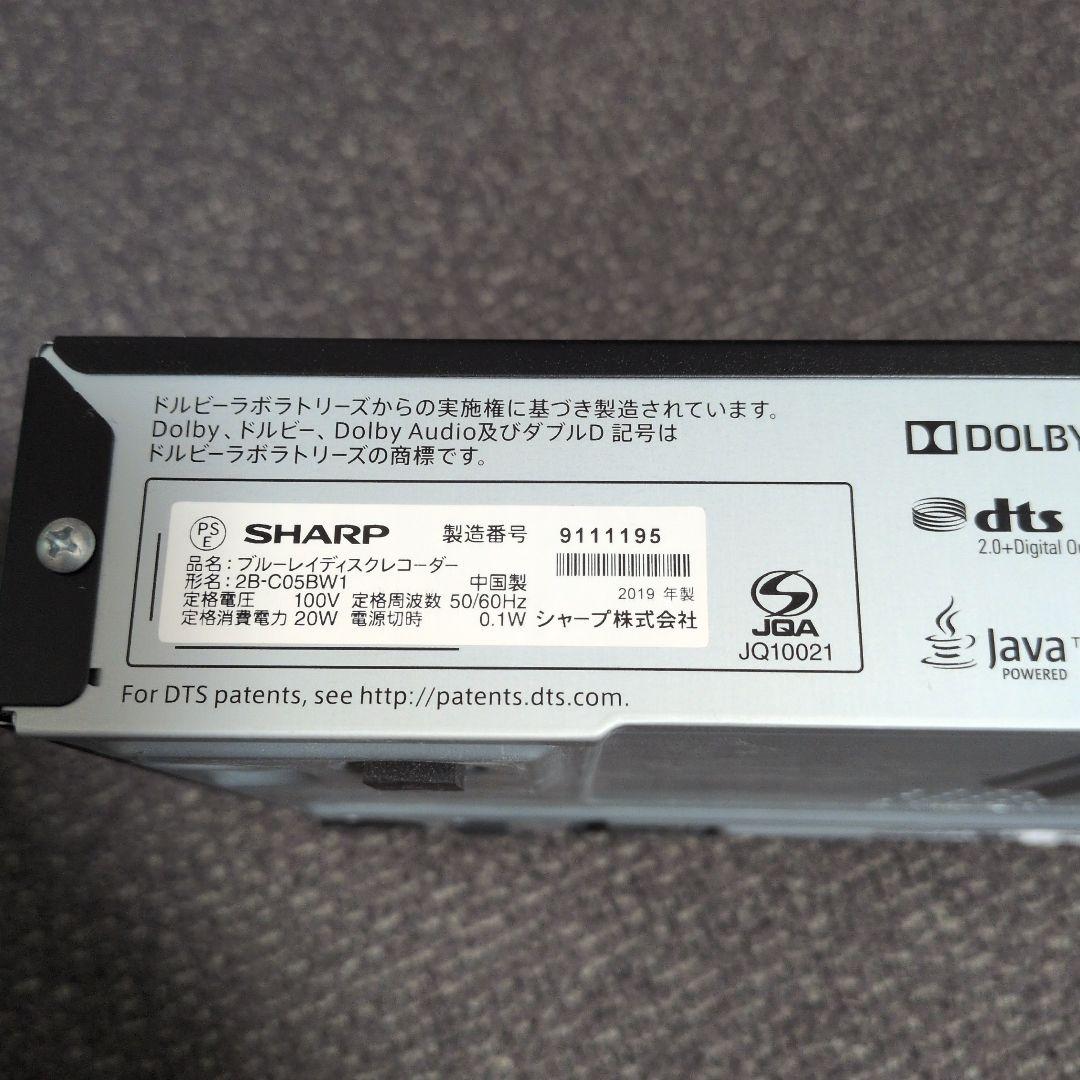 ドルビーラボラトリーズからの実施権に基づき製造されています。
Dolby、ドルビー、Dolby Audio及びダブルD 記号は
ドルビーラボラトリーズの商標です。
PS
E
SHARP 製造番号 9111195
品名：ブルーレイディスクレコーダー
形名：2B-C05BW1 中国製 2019 年製
定格電圧 100V 定格周波数 50/60Hz
定格消費電力 20W 電源切時 0.1W シャープ株式会社
JQA
JQ10021
For DTS patents, see http://patents.dts.com.
DOLBY
dts
2.0+Digital
Java
POWERED